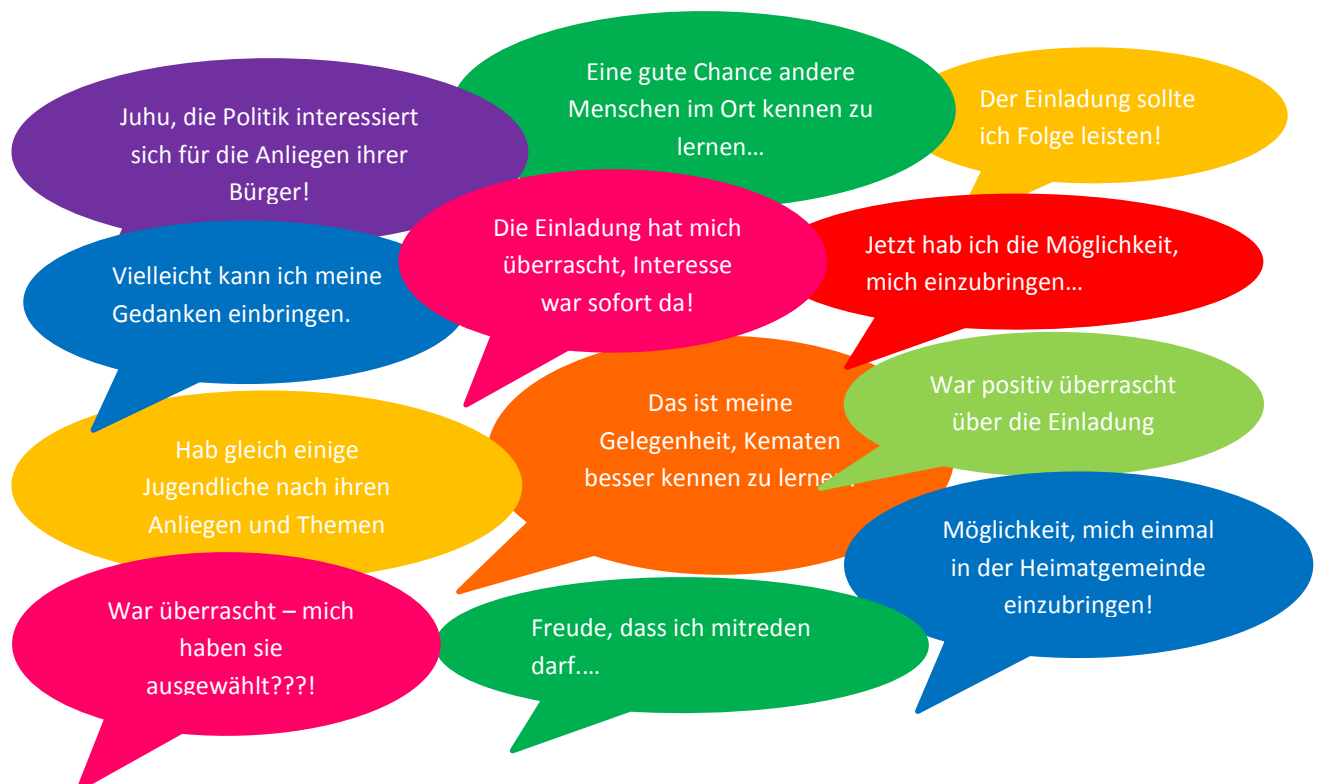 Juhu, die Politik interessiert
sich für die Anliegen ihrer
Bürger!
Eine gute Chance andere
Menschen im Ort kennen zu
lernen…
Der Einladung sollte
ich Folge leisten!
Vielleicht kann ich meine
Gedanken einbringen.
Die Einladung hat mich
überrascht, Interesse
war sofort da!
Jetzt hab ich die Möglichkeit,
mich einzubringen…
Hab gleich einige
Jugendliche nach ihren
Anliegen und Themen
Das ist meine
Gelegenheit, Kematen
besser kennen zu lernen
War positiv überrascht
über die Einladung
Möglichkeit, mich einmal
in der Heimatgemeinde
einzubringen!
War überrascht – mich
haben sie
ausgewählt???!
Freude, dass ich mitreden
darf.…